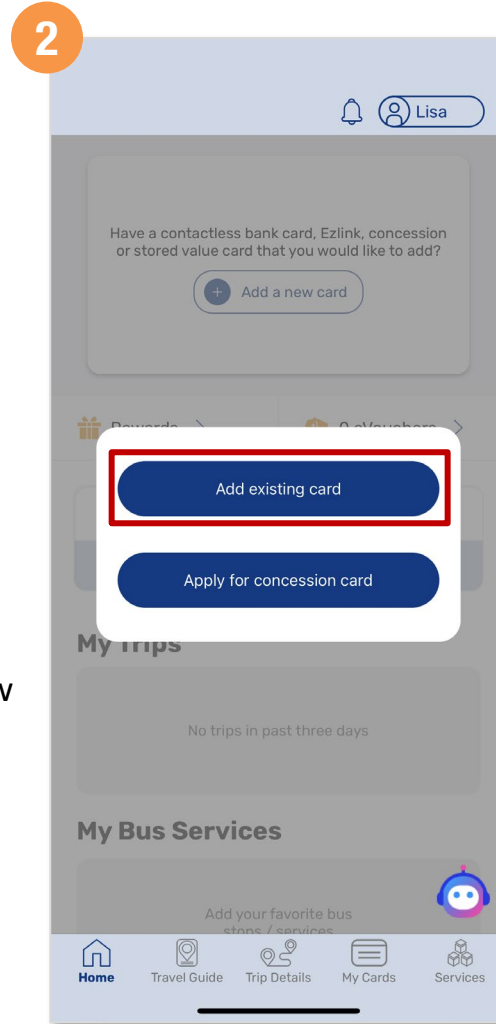 2
Lisa
Have a contactless bank card, Ezlink, concession
or stored value card that you would like to add?
Add a new card
Rewards
0 eVouchers
Add existing card
Apply for concession card
My Trips
w
No trips in past three days
My Bus Services
Add your favorite bus
stops / services
Home Travel Guide Trip Details My Cards Services